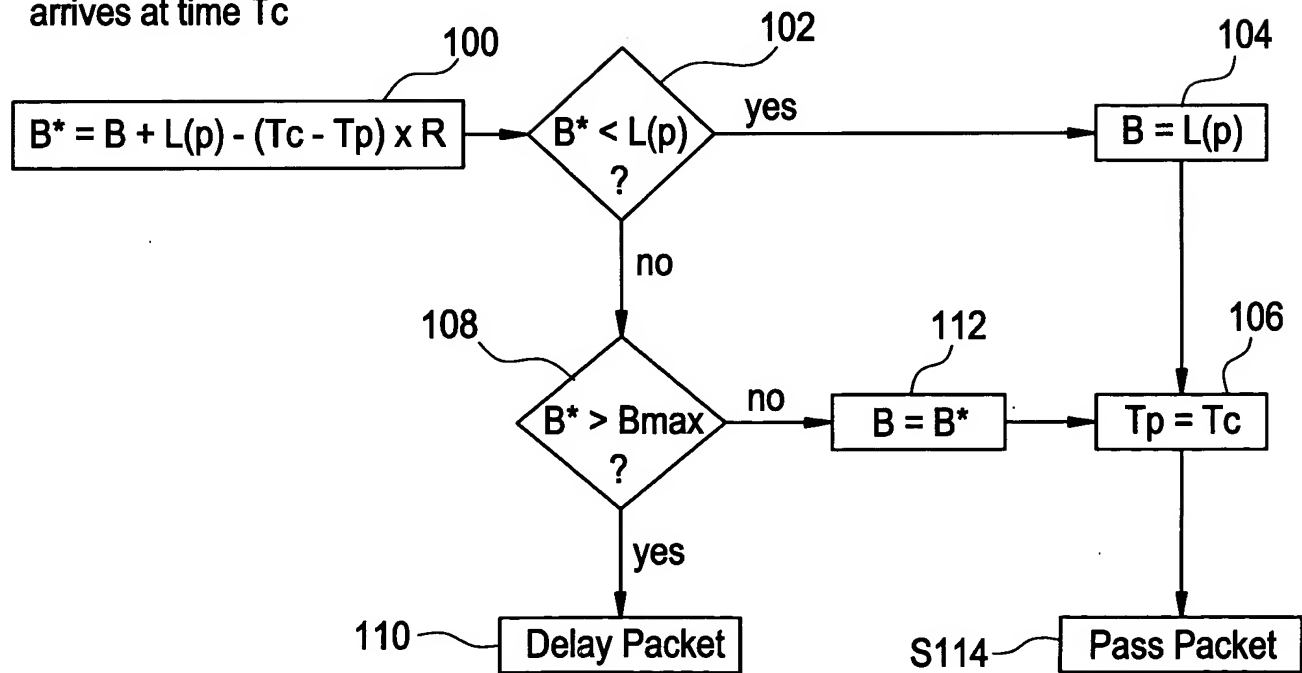 arrives at time Tc
100
102
104
B* = B + L(p) - (Tc - Tp) x R
B* < L(p)
?
yes
B = L(p)
no
108
112
106
B* > Bmax
?
no
B = B*
Tp = Tc
yes
110
Delay Packet
S114
Pass Packet